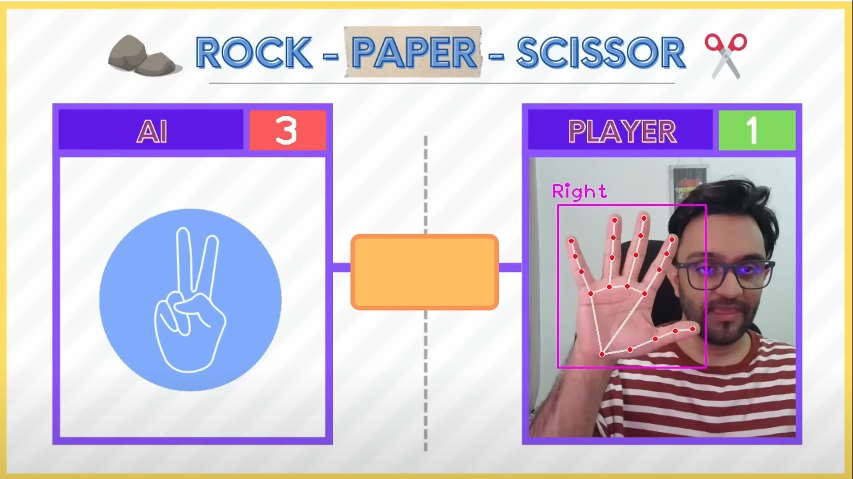 ROCK - PAPER - SCISSOR
AI 3
PLAYER 1
Right